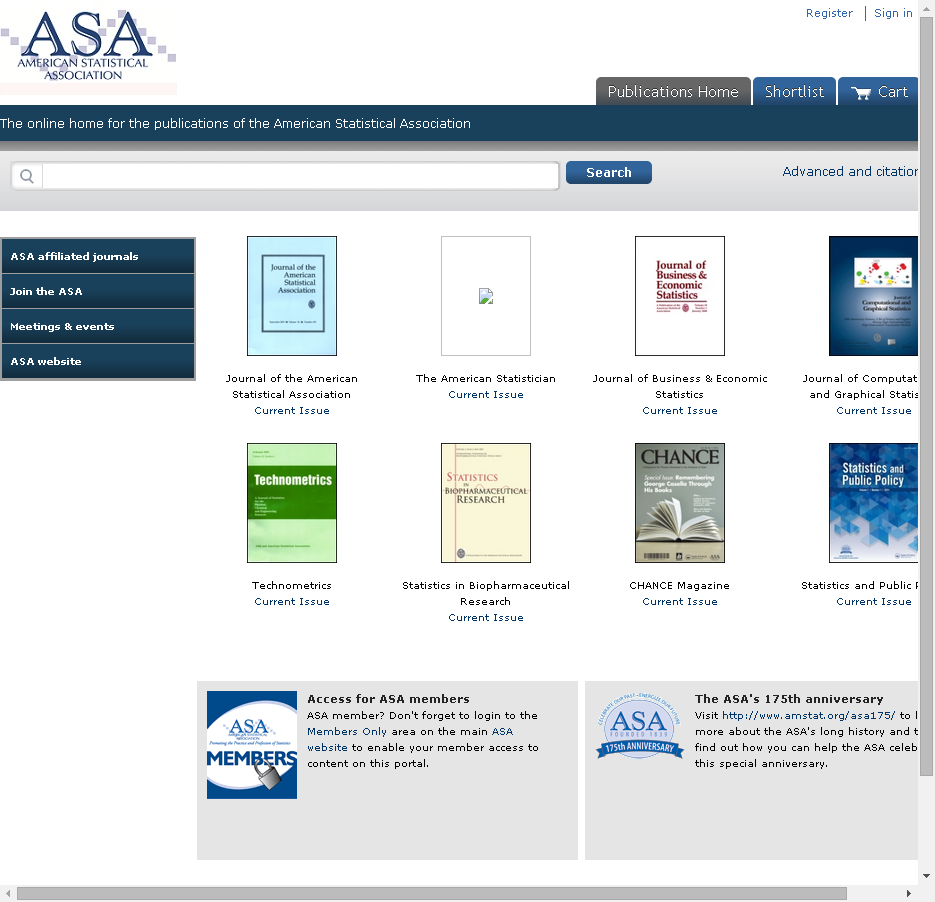 Register
Sign in
ASA
AMERICAN STATISTICAL
ASSOCIATION
Publications Home
Shortlist
Cart
The online home for the publications of the American Statistical Association
Search
Advanced and citation
ASA affiliated journals
Join the ASA
Meetings & events
ASA website
Journal of the
American
Statistical
Association
Journal of
Business &
Economic
Statistics
Journal of
Computational and
Graphical Statistics
Journal of the American
Statistical Association
Current Issue
The American Statistician
Current Issue
Journal of Business & Economic
Statistics
Current Issue
Journal of Computat
and Graphical Statis
Current Issue
Technometrics
STATISTICS
IN
BIOPHARMACEUTICAL
RESEARCH
CHANCE
Special Issue: Remembering
George Casella Through
His Books
Statistics and
Public Policy
Technometrics
Current Issue
Statistics in Biopharmaceutical
Research
Current Issue
CHANCE Magazine
Current Issue
Statistics and Public P
Current Issue
ASA
MEMBERS
Access for ASA members
ASA member? Don't forget to login to the
Members Only area on the main ASA
website to enable your member access to
content on this portal.
CELEBRATE OUR PAST • ENERGIZE OUR FUTURE
ASA
FOUNDED 1839
175th ANNIVERSARY
The ASA's 175th anniversary
Visit http://www.amstat.org/asa175/ to l
more about the ASA's long history and t
find out how you can help the ASA celeb
this special anniversary.